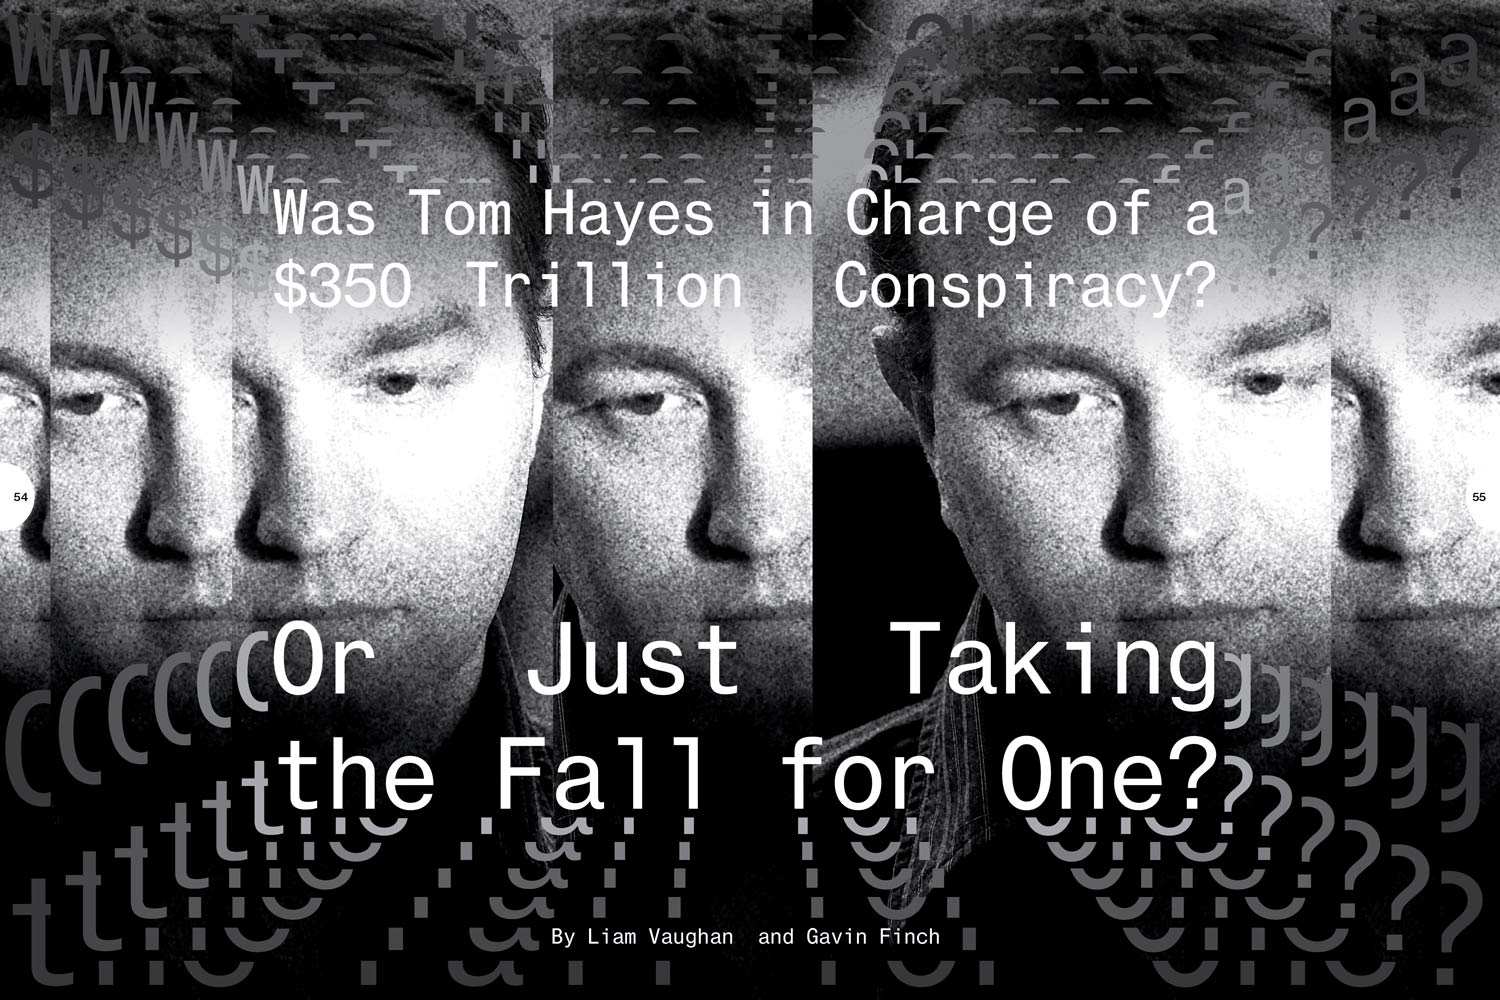 Was Tom Hayes in Charge of a
$350 Trillion Conspiracy?
54
55
Or Just Taking
the Fall for One?
By Liam Vaughan and Gavin Finch